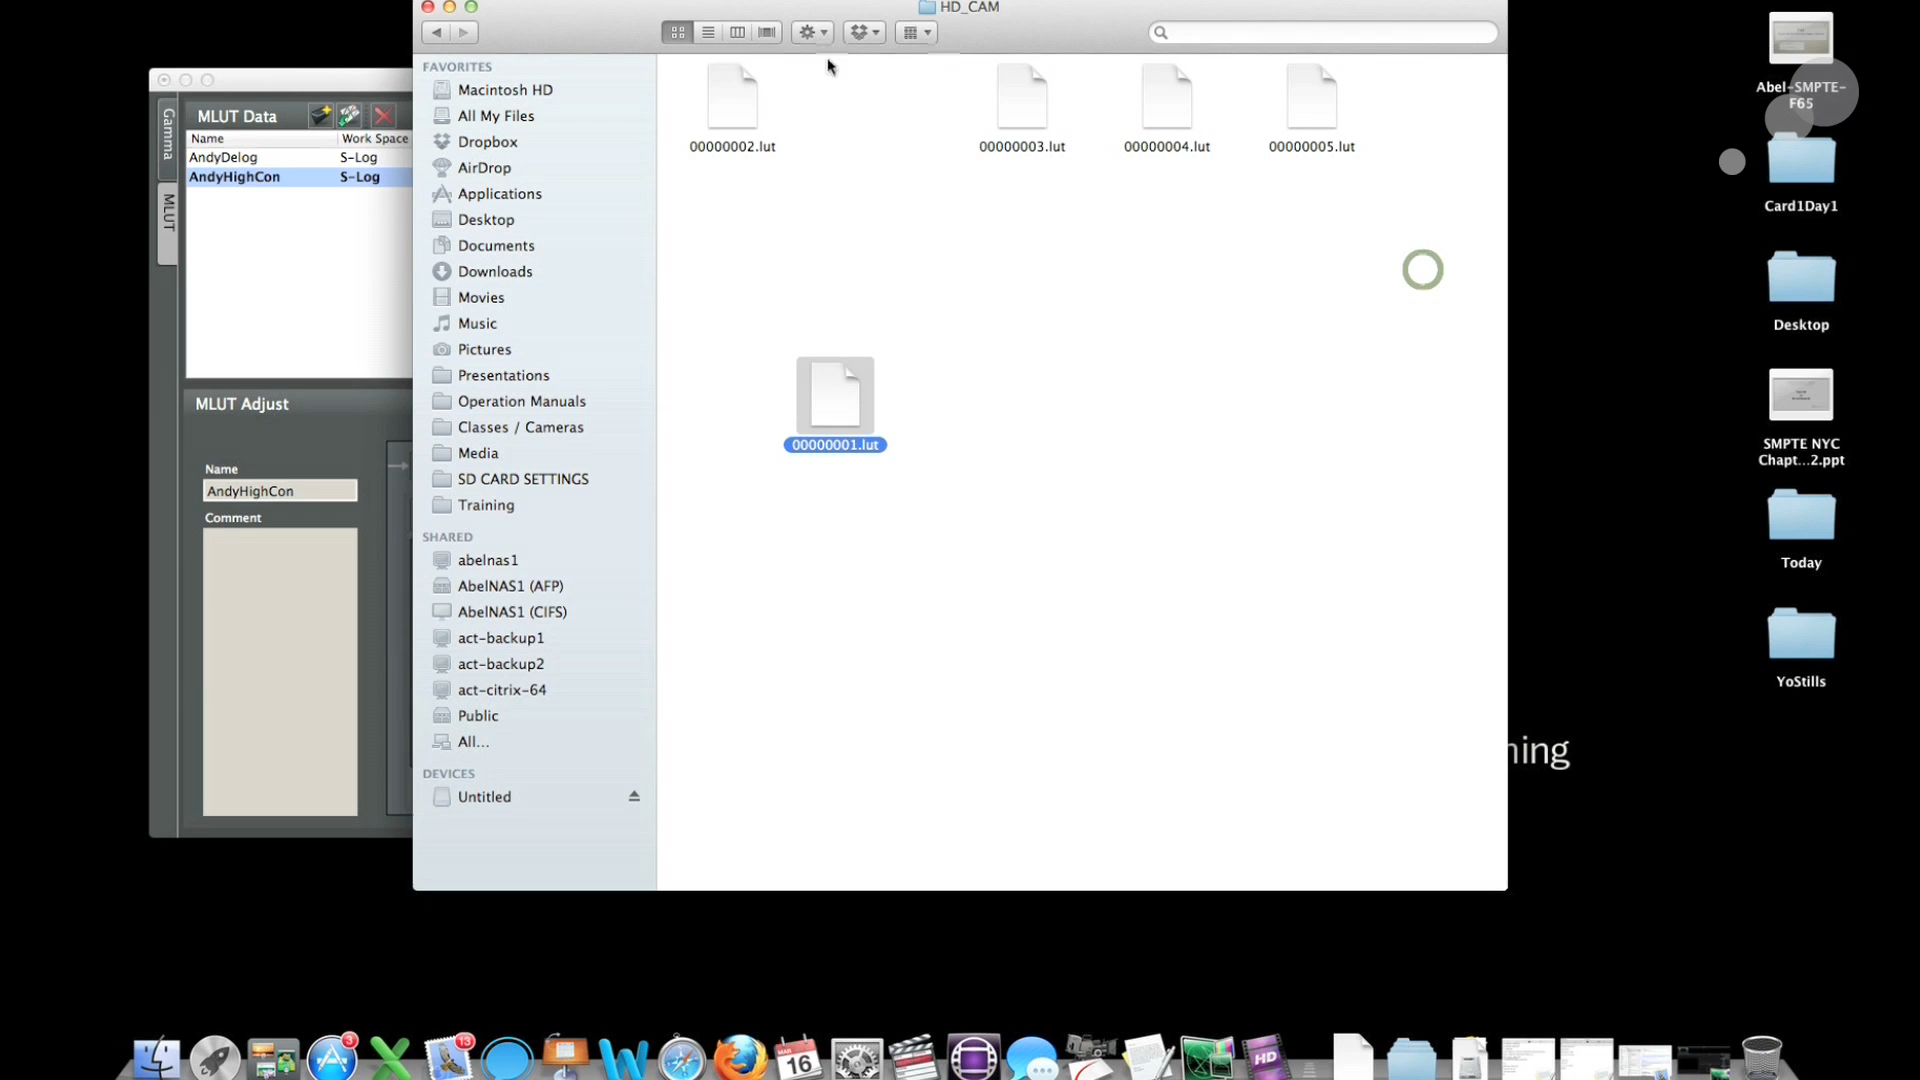 HD_CAM
FAVORITES
Macintosh HD
All My Files
Dropbox
AirDrop
Applications
Desktop
Documents
Downloads
Movies
Music
Pictures
Presentations
Operation Manuals
Classes / Cameras
Media
SD CARD SETTINGS
Training
SHARED
abelnas1
AbelNAS1 (AFP)
AbelNAS1 (CIFS)
act-backup1
act-backup2
act-citrix-64
Public
All...
DEVICES
Untitled
00000002.lut
00000003.lut
00000004.lut
00000005.lut
00000001.lut
Gamma
MLUT
MLUT Data
Name Work Space
AndyDelog S-Log
AndyHighCon S-Log
MLUT Adjust
Name
AndyHighCon
Comment
Abel-SMPTE-
F65
Card1Day1
Desktop
SMPTE NYC
Chapt...2.ppt
Today
YoStills
ning
3
13
MAR
16
HD